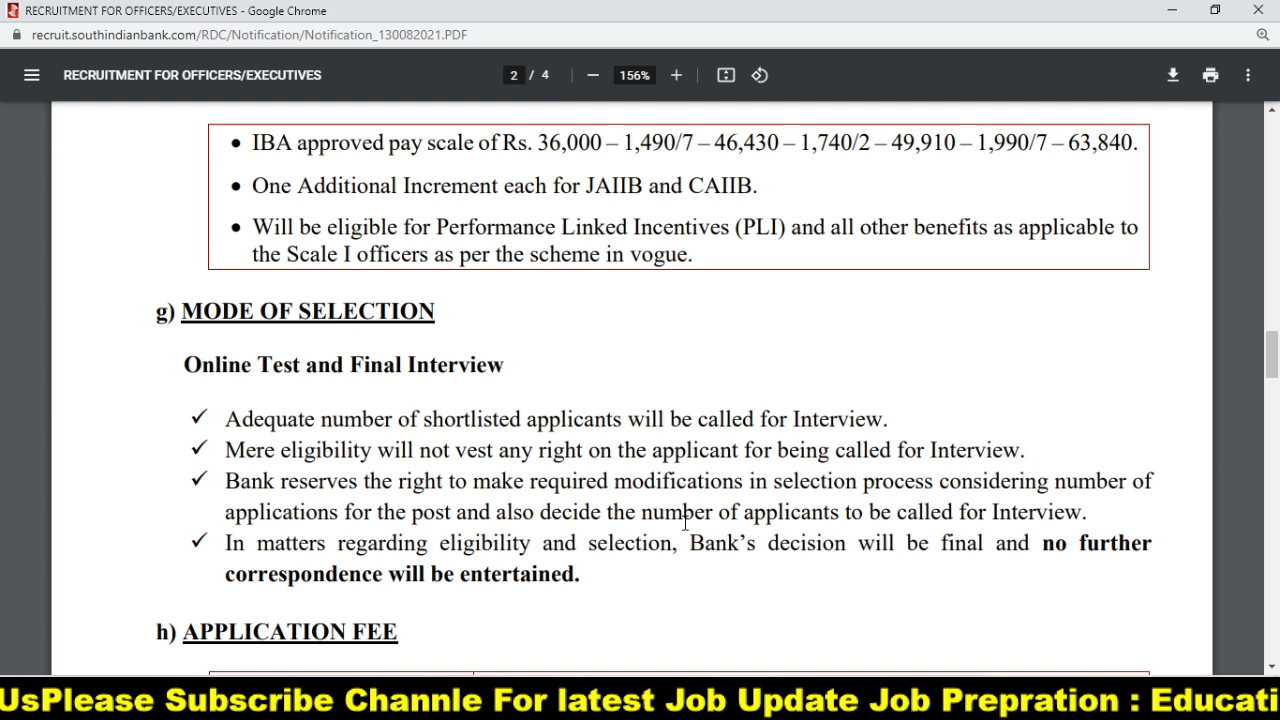 RECRUITMENT FOR OFFICERS/EXECUTIVES - Google Chrome
recruit.southindianbank.com/RDC/Notification/Notification_130082021.PDF
RECRUITMENT FOR OFFICERS/EXECUTIVES 2 / 4 156%
• IBA approved pay scale of Rs. 36,000 – 1,490/7 – 46,430 – 1,740/2 – 49,910 – 1,990/7 – 63,840.
• One Additional Increment each for JAIIB and CAIIB.
• Will be eligible for Performance Linked Incentives (PLI) and all other benefits as applicable to
the Scale I officers as per the scheme in vogue.
g) MODE OF SELECTION
Online Test and Final Interview
✓ Adequate number of shortlisted applicants will be called for Interview.
✓ Mere eligibility will not vest any right on the applicant for being called for Interview.
✓ Bank reserves the right to make required modifications in selection process considering number of
applications for the post and also decide the number of applicants to be called for Interview.
✓ In matters regarding eligibility and selection, Bank's decision will be final and no further
correspondence will be entertained.
h) APPLICATION FEE
UsPlease Subscribe Channle For latest Job Update Job Prepration : Educati